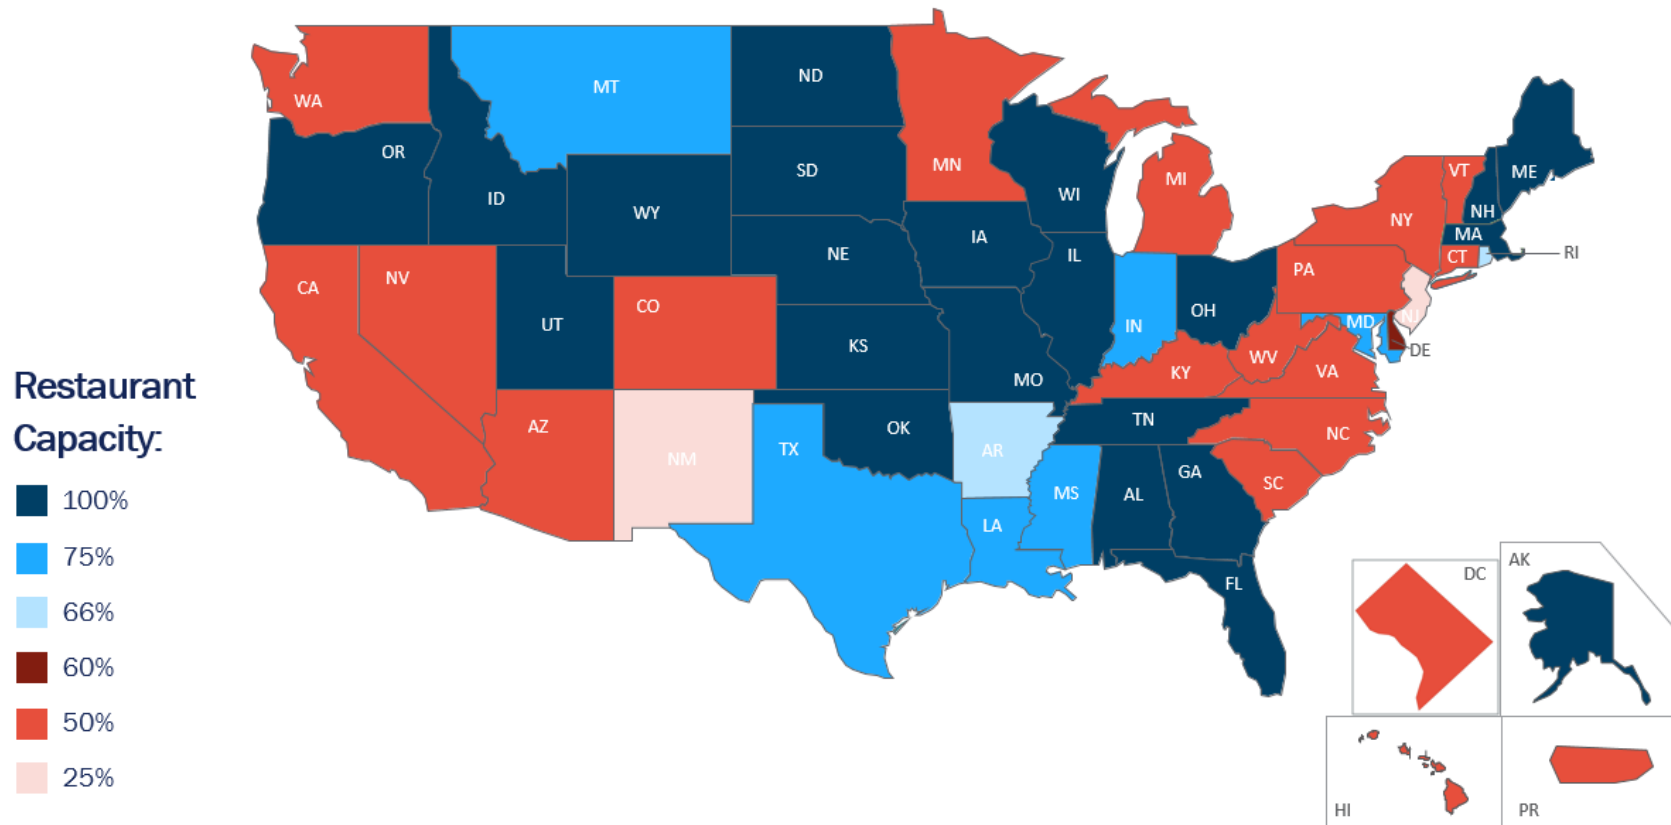 Restaurant
Capacity:
100%
75%
66%
60%
50%
25%
WA
MT
ND
MN
OR
ID
WY
SD
WI
MI
VT
ME
NH
NY
MA
RI
CT
CA
NV
UT
CO
NE
IA
IL
IN
OH
PA
NJ
MD
DE
KS
MO
KY
WV
VA
AZ
NM
TX
OK
AR
TN
NC
SC
MS
LA
AL
GA
FL
DC
AK
HI
PR